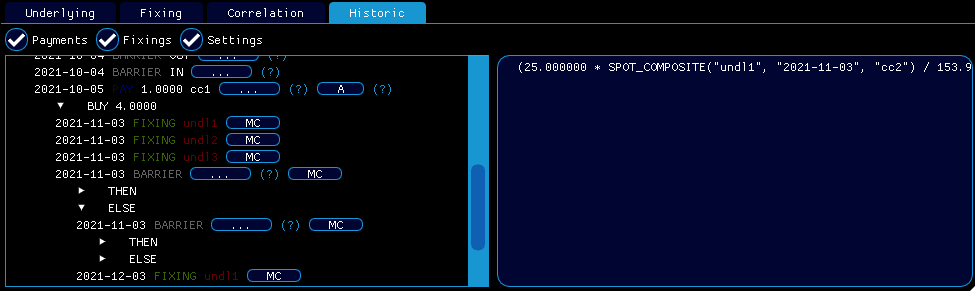 Underlying Fixing Correlation Historic
Payments Fixings Settings
2021-10-04 BARRIER OUT ... (?)
2021-10-04 BARRIER IN ... (?)
2021-10-05 PAY 1.0000 cc1 ... (?) A (?)
BUY 4.0000
2021-11-03 FIXING undl1 MC
2021-11-03 FIXING undl2 MC
2021-11-03 FIXING undl3 MC
2021-11-03 BARRIER ... (?) MC
THEN
ELSE
2021-11-03 BARRIER ... (?) MC
THEN
ELSE
2021-12-03 FIXING undl1 MC
(25.000000 * SPOT_COMPOSITE("undl1", "2021-11-03", "cc2") / 153.9